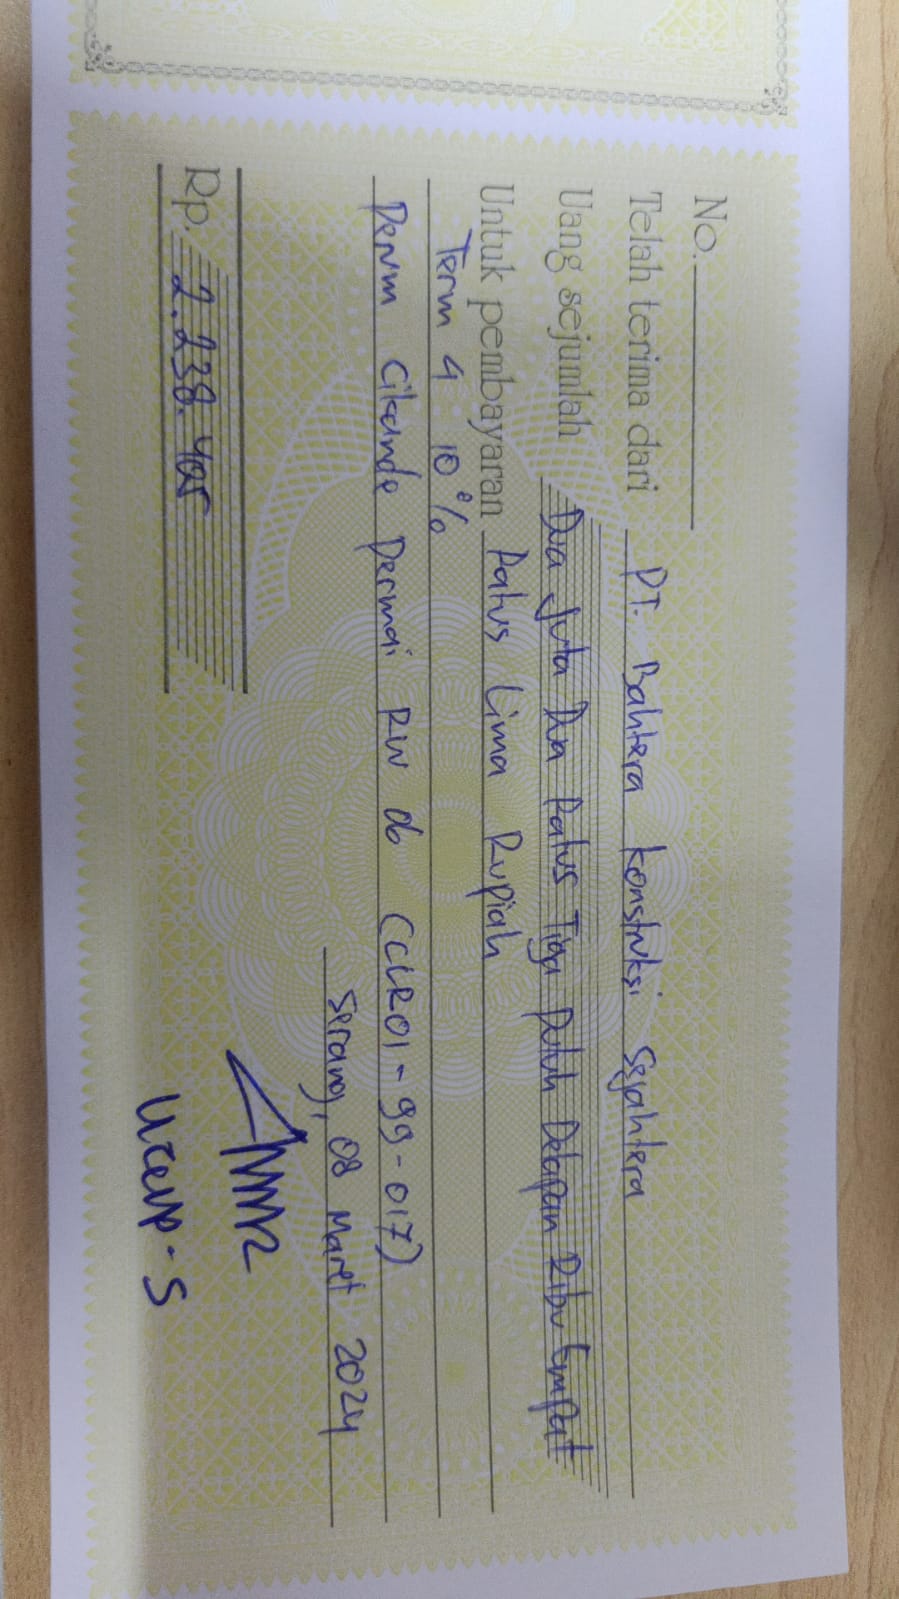 No.
Telah terima dari PT. Bahtera Konstruksi Sejahtera
Uang sejumlah Dua Juta Dua Ratus Tiga puluh Delapan Ribu Empat
Untuk pembayaran Ratus Lima Rupiah
Term 4 10%
Perum Cikande Permai RW 06 (CLR01-99-017)
Serang, 08 Maret 2024
Rp. 2.238.405
Ucup. S